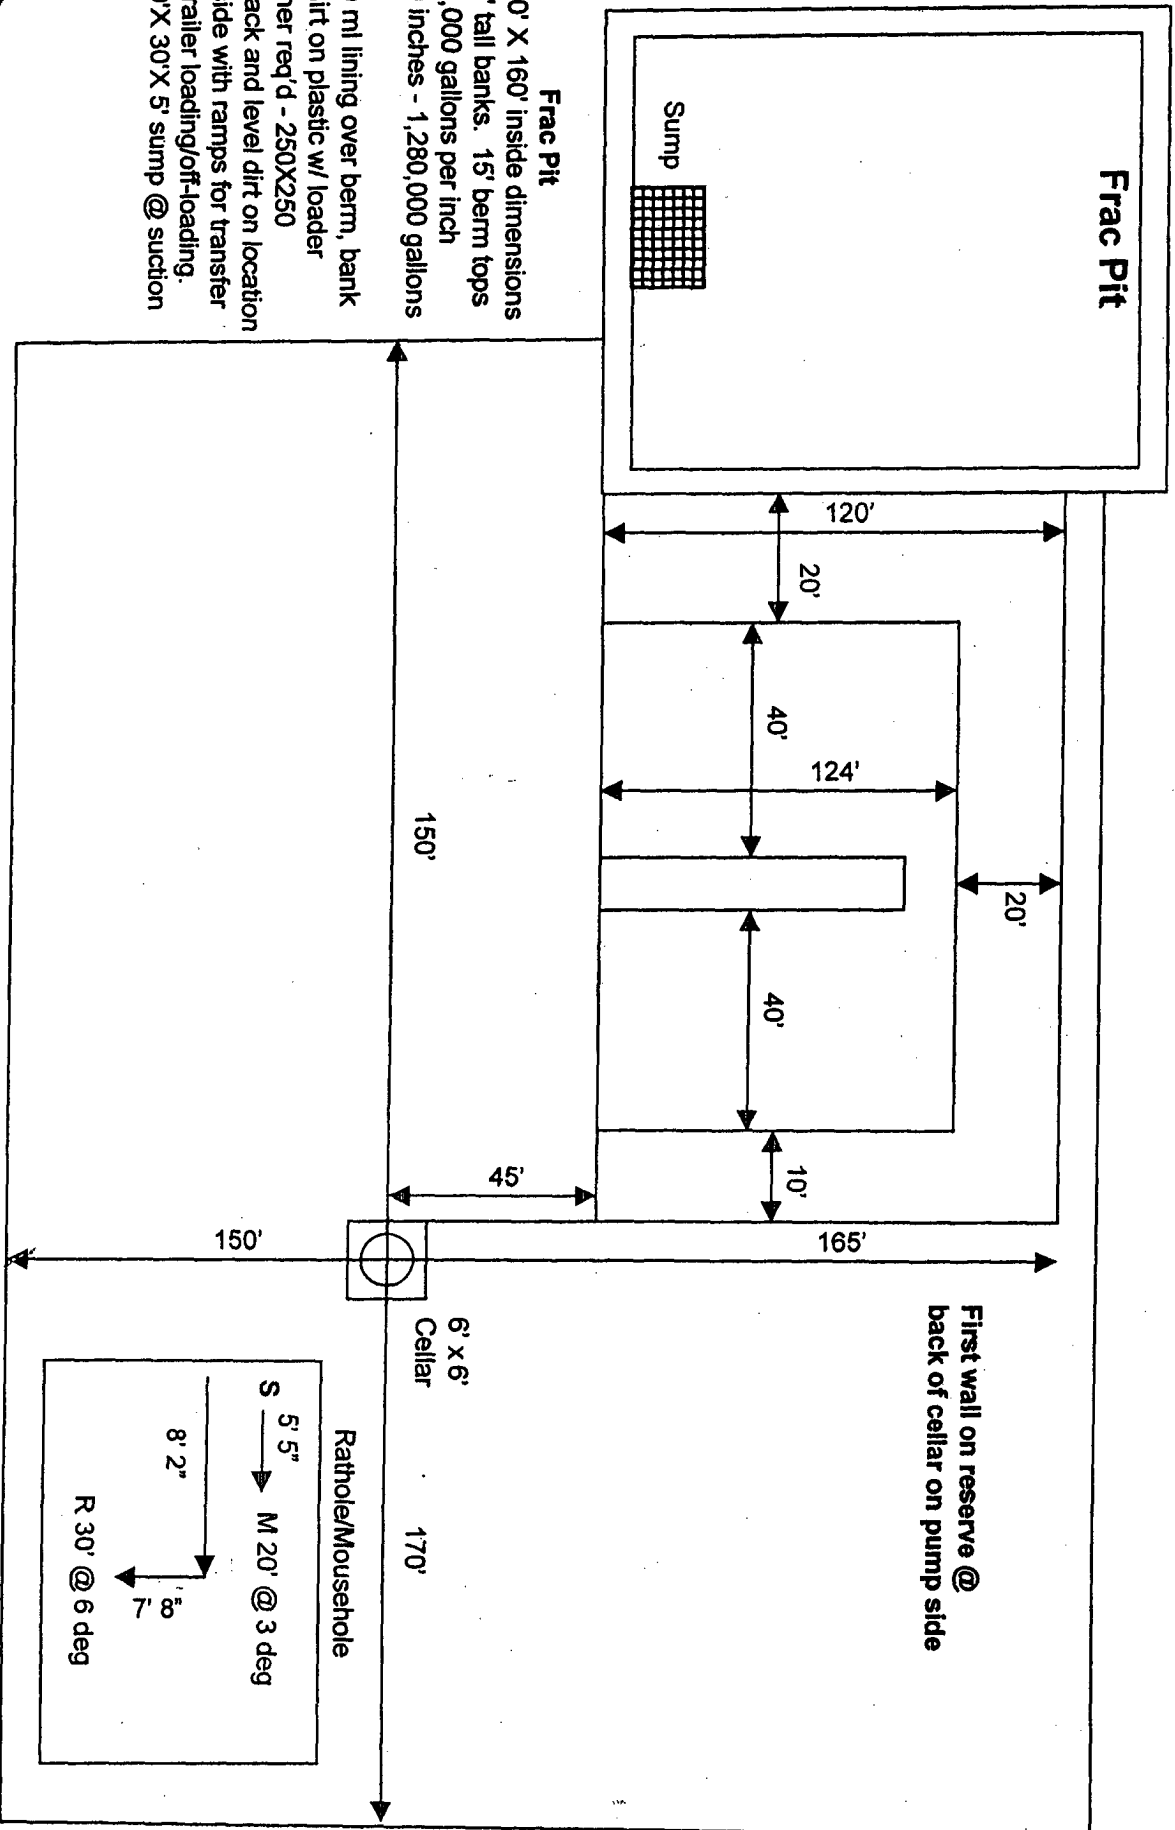 Frac Pit
Sump
Frac Pit
0' X 160' inside dimensions
' tall banks. 15' berm tops
,000 gallons per inch
inches - 1,280,000 gallons
ml lining over berm, bank
irt on plastic w/ loader
ner req'd - 250X250
ack and level dirt on location
ide with ramps for transfer
railer loading/off-loading.
0'X 30'X 5' sump @ suction
120'
20'
40'
124'
20'
40'
10'
150'
45'
150'
165'
First wall on reserve @
back of cellar on pump side
6' x 6'
Cellar
170'
Rathole/Mousehole
5' 5"
S
M 20' @ 3 deg
8' 2"
7' 8"
R 30' @ 6 deg